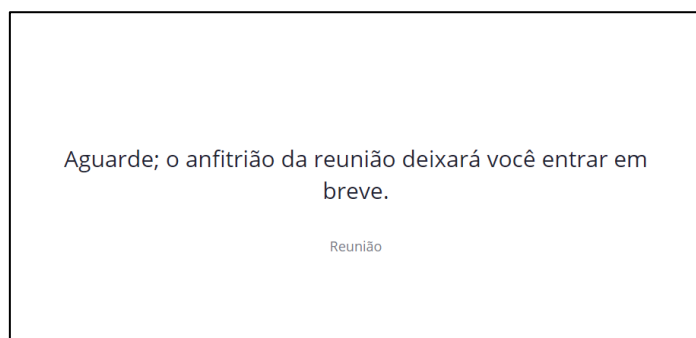 Aguarde; o anfitrião da reunião deixará você entrar em
breve.
Reunião